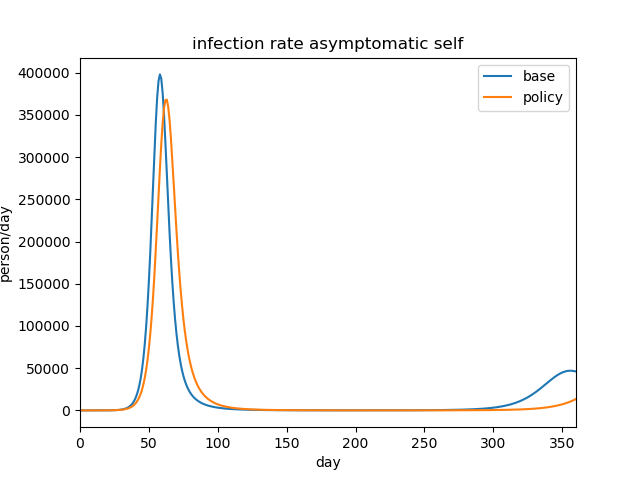 infection rate asymptomatic self
base
policy
400000
350000
300000
250000
200000
150000
100000
50000
0
person/day
0 50 100 150 200 250 300 350
day